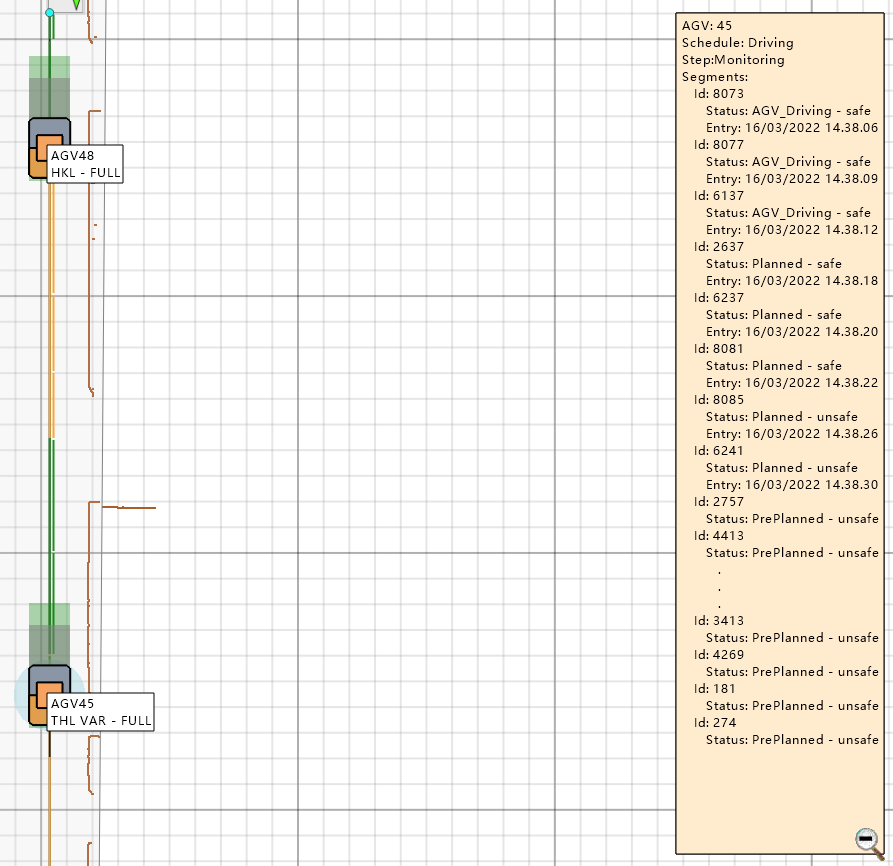 AGV48
HKL - FULL
AGV45
THL VAR - FULL
AGV: 45
Schedule: Driving
Step:Monitoring
Segments:
Id: 8073
Status: AGV_Driving - safe
Entry: 16/03/2022 14.38.06
Id: 8077
Status: AGV_Driving - safe
Entry: 16/03/2022 14.38.09
Id: 6137
Status: AGV_Driving - safe
Entry: 16/03/2022 14.38.12
Id: 2637
Status: Planned - safe
Entry: 16/03/2022 14.38.18
Id: 6237
Status: Planned - safe
Entry: 16/03/2022 14.38.20
Id: 8081
Status: Planned - safe
Entry: 16/03/2022 14.38.22
Id: 8085
Status: Planned - unsafe
Entry: 16/03/2022 14.38.26
Id: 6241
Status: Planned - unsafe
Entry: 16/03/2022 14.38.30
Id: 2757
Status: PrePlanned - unsafe
Id: 4413
Status: PrePlanned - unsafe
.
.
.
Id: 3413
Status: PrePlanned - unsafe
Id: 4269
Status: PrePlanned - unsafe
Id: 181
Status: PrePlanned - unsafe
Id: 274
Status: PrePlanned - unsafe